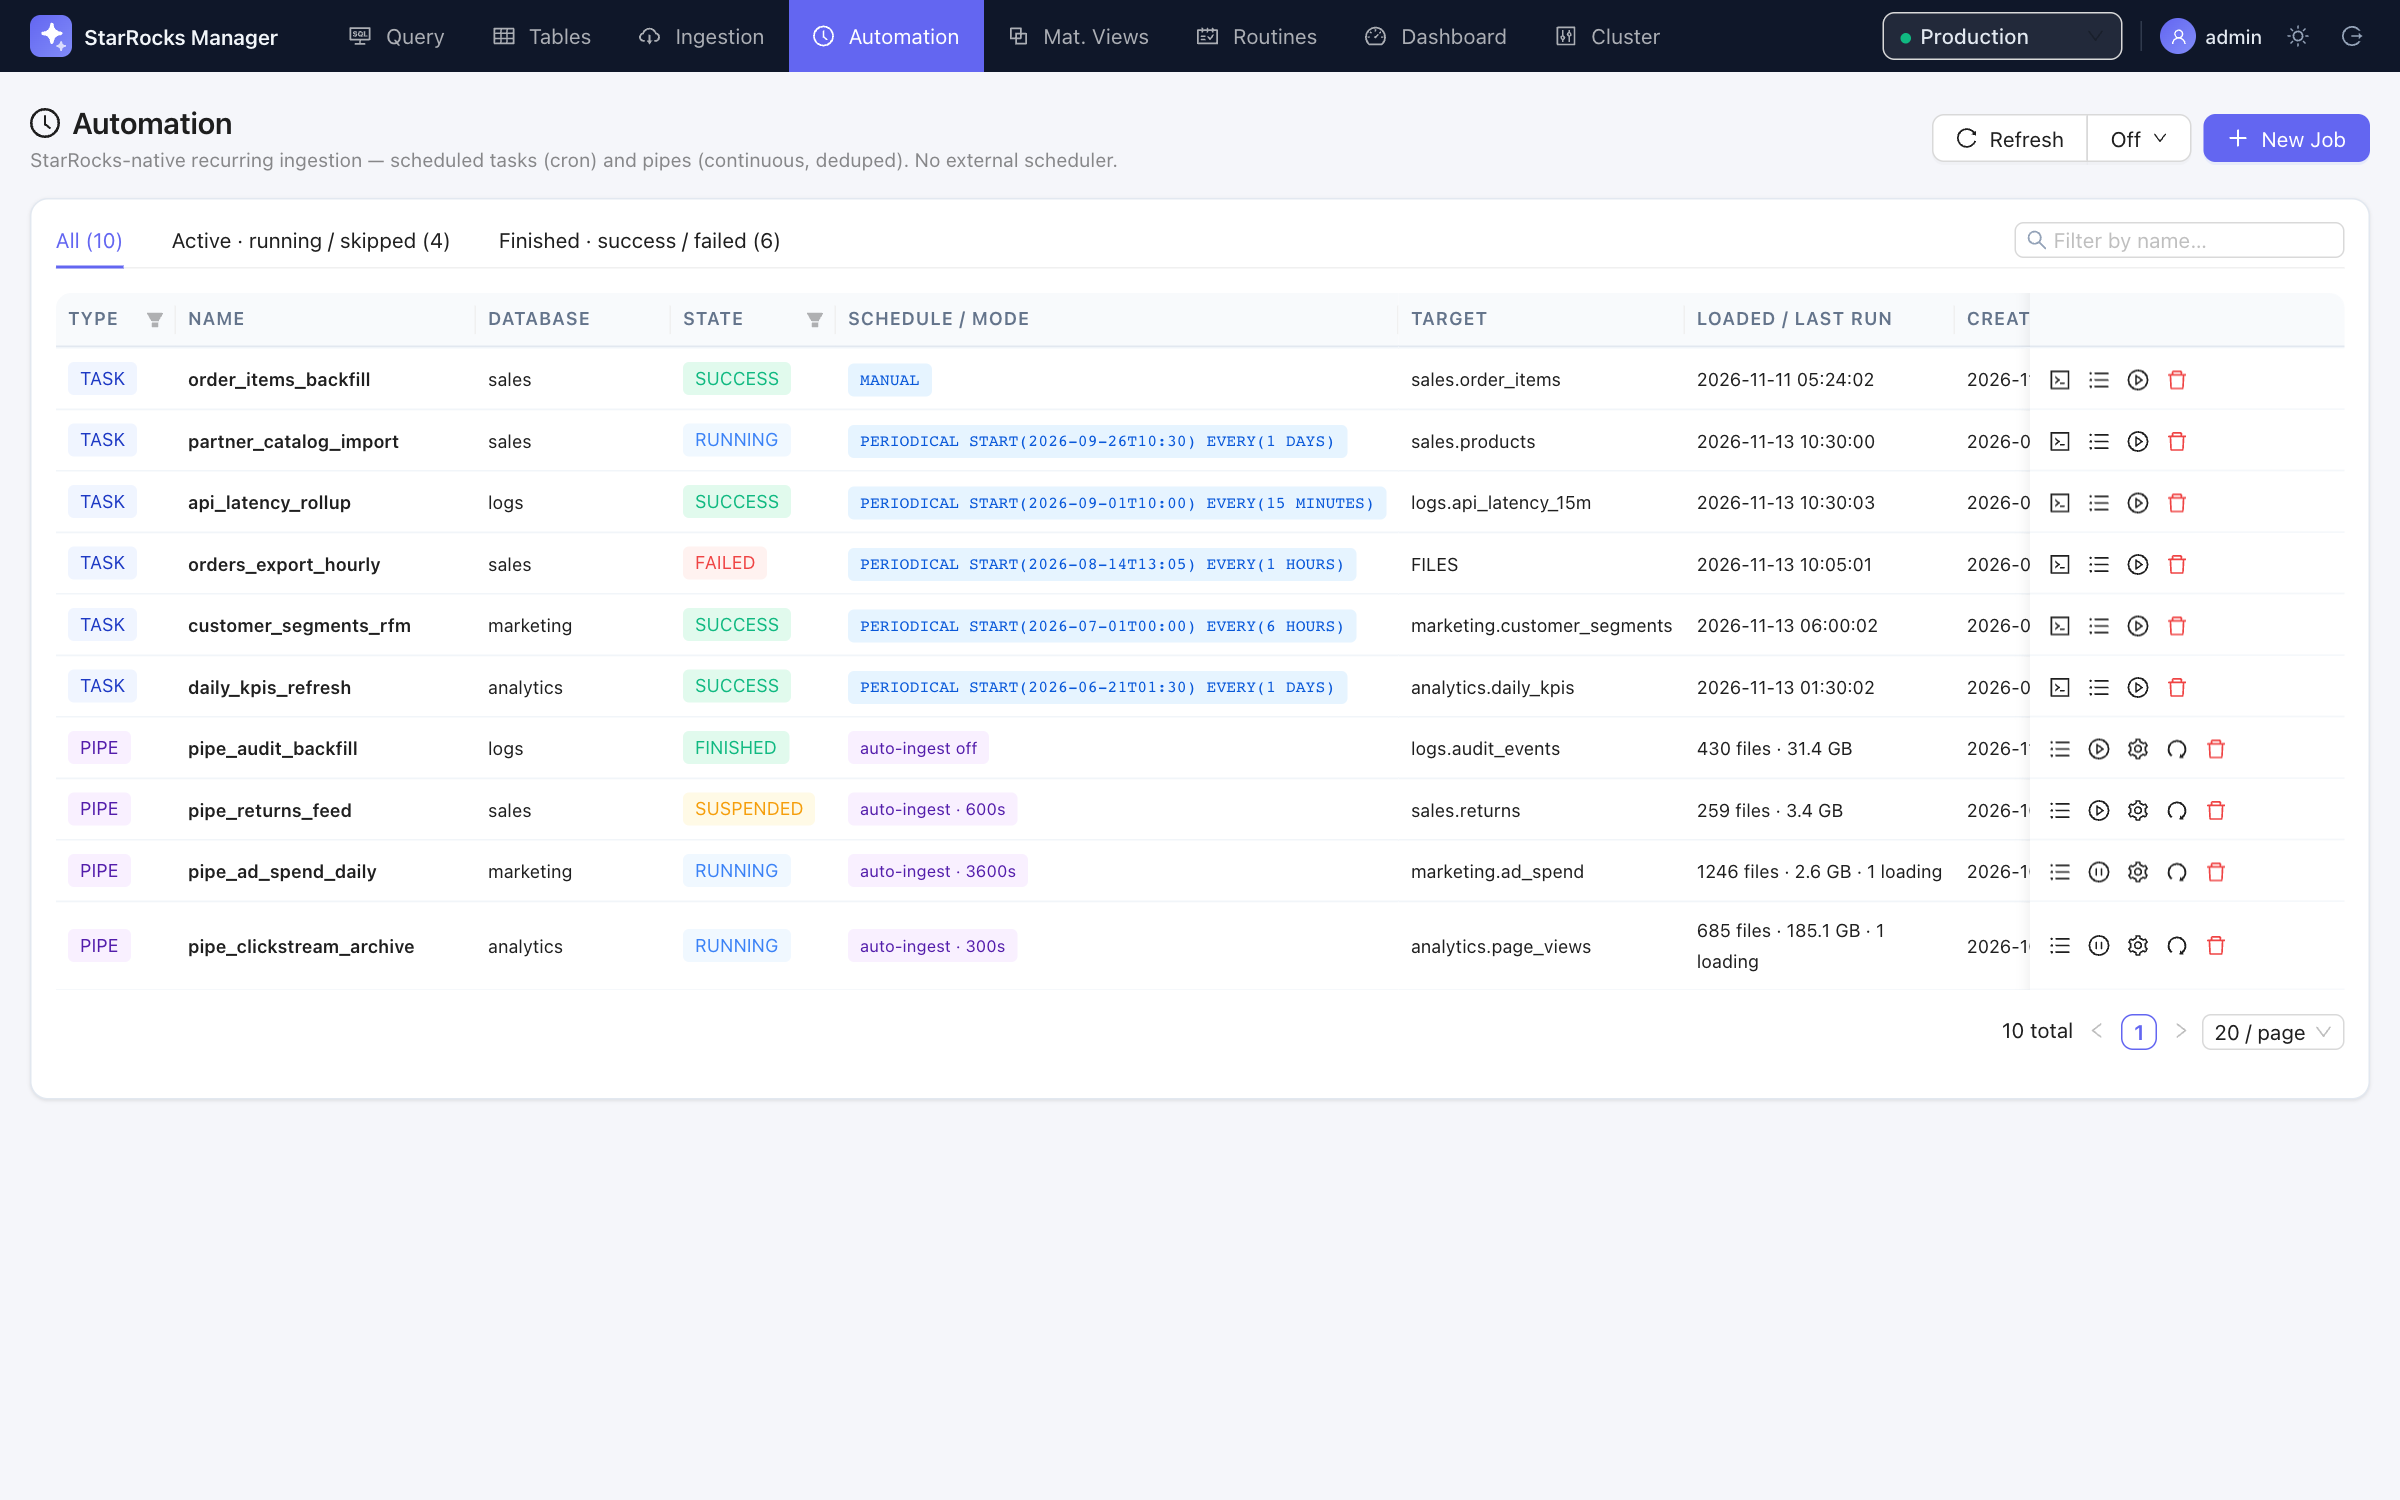 StarRocks Manager
Query
Tables
Ingestion
Automation
Mat. Views
Routines
Dashboard
Cluster
Production
admin
Automation
StarRocks-native recurring ingestion — scheduled tasks (cron) and pipes (continuous, deduped). No external scheduler.
Refresh
Off
New Job
All (10)
Active · running / skipped (4)
Finished · success / failed (6)
Filter by name...
TYPE NAME DATABASE STATE SCHEDULE / MODE TARGET LOADED / LAST RUN CREAT
TASK order_items_backfill sales SUCCESS MANUAL sales.order_items 2026-11-11 05:24:02 2026-1
TASK partner_catalog_import sales RUNNING PERIODICAL START(2026-09-26T10:30) EVERY(1 DAYS) sales.products 2026-11-13 10:30:00 2026-0
TASK api_latency_rollup logs SUCCESS PERIODICAL START(2026-09-01T10:00) EVERY(15 MINUTES) logs.api_latency_15m 2026-11-13 10:30:03 2026-0
TASK orders_export_hourly sales FAILED PERIODICAL START(2026-08-14T13:05) EVERY(1 HOURS) FILES 2026-11-13 10:05:01 2026-0
TASK customer_segments_rfm marketing SUCCESS PERIODICAL START(2026-07-01T00:00) EVERY(6 HOURS) marketing.customer_segments 2026-11-13 06:00:02 2026-0
TASK daily_kpis_refresh analytics SUCCESS PERIODICAL START(2026-06-21T01:30) EVERY(1 DAYS) analytics.daily_kpis 2026-11-13 01:30:02 2026-0
PIPE pipe_audit_backfill logs FINISHED auto-ingest off logs.audit_events 430 files · 31.4 GB 2026-1
PIPE pipe_returns_feed sales SUSPENDED auto-ingest · 600s sales.returns 259 files · 3.4 GB 2026-1
PIPE pipe_ad_spend_daily marketing RUNNING auto-ingest · 3600s marketing.ad_spend 1246 files · 2.6 GB · 1 loading 2026-1
PIPE pipe_clickstream_archive analytics RUNNING auto-ingest · 300s analytics.page_views 685 files · 185.1 GB · 1 loading 2026-1
10 total
1
20 / page